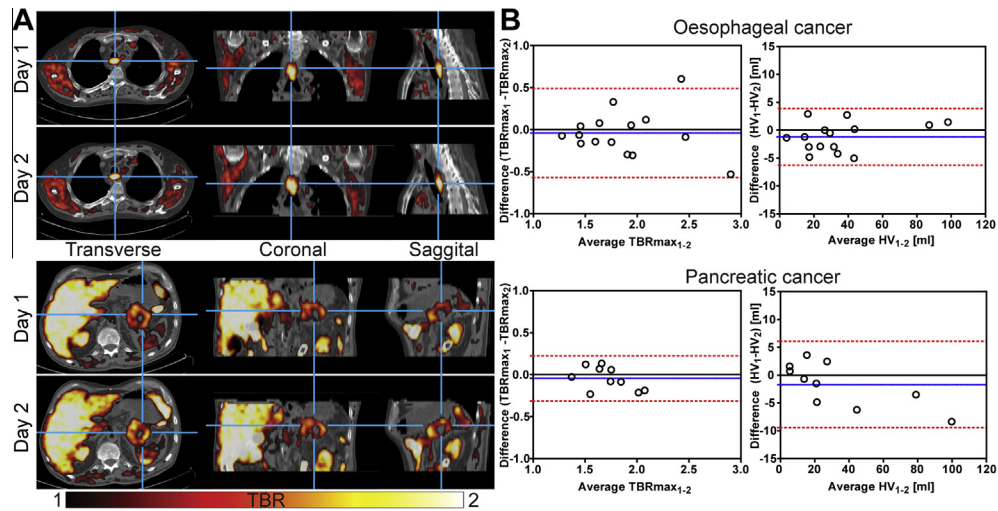 A
Day 1
Day 2
Transverse
Coronal
Saggital
Day 1
Day 2
1
TBR
2
B
Oesophageal cancer
Difference (TBRmax₁ -TBRmax₂)
1.0
0.5
0.0
-0.5
-1.0
1.0
1.5
2.0
2.5
3.0
Average TBRmax₁₋₂
Difference (HV₁-HV₂) [ml]
15
10
5
0
-5
-10
-15
0
20
40
60
80
100
120
Average HV₁₋₂ [ml]
Pancreatic cancer
Difference (TBRmax₁ -TBRmax₂)
1.0
0.5
0.0
-0.5
-1.0
1.0
1.5
2.0
2.5
3.0
Average TBRmax₁₋₂
Difference (HV₁-HV₂) [ml]
15
10
5
0
-5
-10
-15
0
20
40
60
80
100
120
Average HV₁₋₂ [ml]